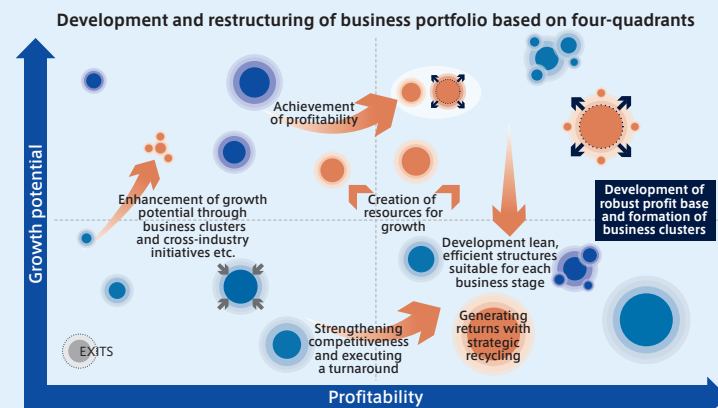 Development and restructuring of business portfolio based on four-quadrants
Growth potential
Achievement
of profitability
Enhancement of growth
potential through
business clusters
and cross-industry
initiatives etc.
Creation of
resources for
growth
Development of
robust profit base
and formation of
business clusters
Development lean,
efficient structures
suitable for each
business stage
Strengthening
competitiveness
and executing
a turnaround
Generating
returns with
strategic
recycling
EXITS
Profitability